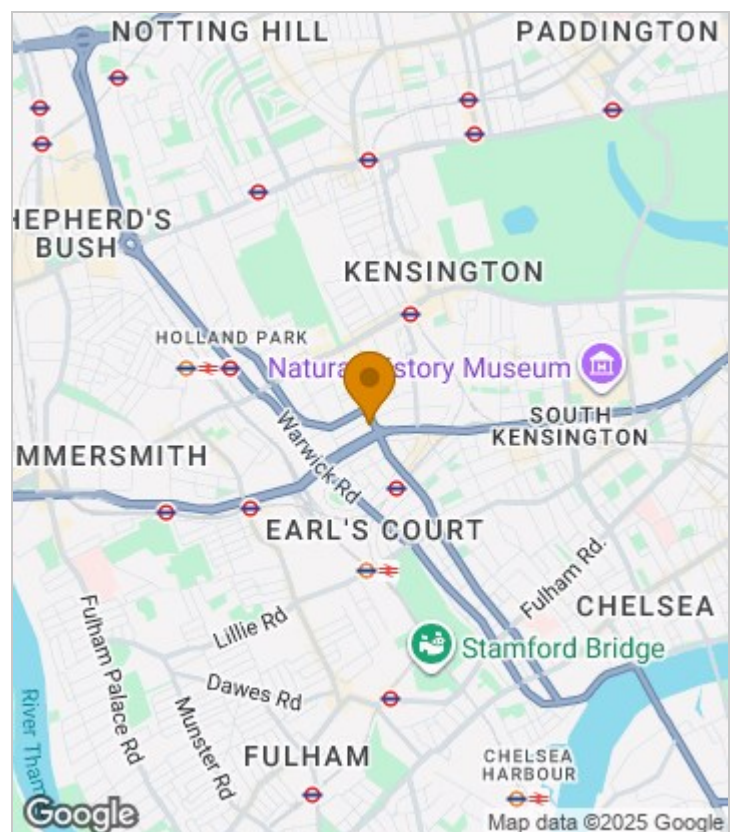 NOTTING HILL
PADDINGTON
HEPHERD'S
BUSH
KENSINGTON
HOLLAND PARK
Natural History Museum
SOUTH
KENSINGTON
MMERSMITH
Warwick Rd
EARL'S COURT
Fulham Rd.
CHELSEA
Fulham Palace Rd
Lillie Rd
Stamford Bridge
Dawes Rd
Munster Rd
River Tham
FULHAM
CHELSEA
HARBOUR
Google
Map data ©2025 Google